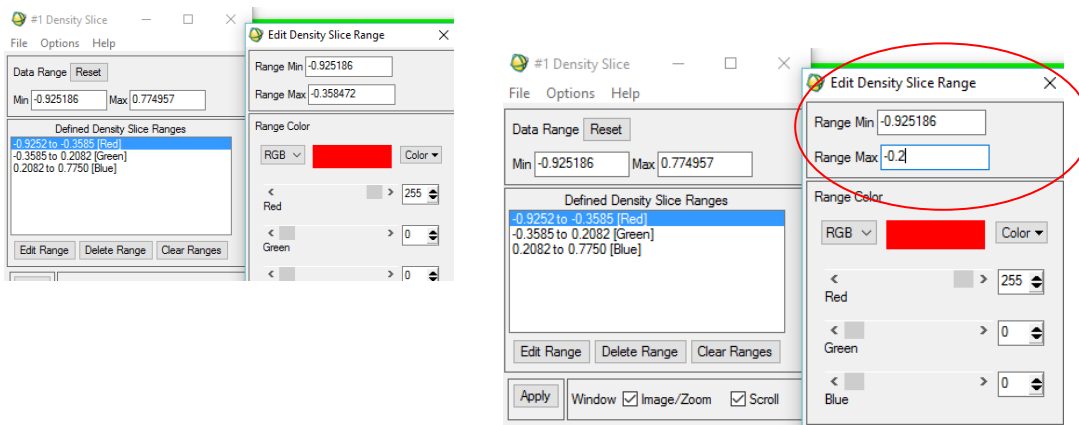 #1 Density Slice
File Options Help
Data Range Reset
Min -0.925186 Max 0.774957
Defined Density Slice Ranges
-0.9252 to -0.3585 [Red]
-0.3585 to 0.2082 [Green]
0.2082 to 0.7750 [Blue]
Edit Range Delete Range Clear Ranges
Edit Density Slice Range
Range Min -0.925186
Range Max -0.358472
Range Color
RGB Color
255
Red
0
Green
0
#1 Density Slice
File Options Help
Data Range Reset
Min -0.925186 Max 0.774957
Defined Density Slice Ranges
-0.9252 to -0.3585 [Red]
-0.3585 to 0.2082 [Green]
0.2082 to 0.7750 [Blue]
Edit Range Delete Range Clear Ranges
Apply Window Image/Zoom Scroll
Edit Density Slice Range
Range Min -0.925186
Range Max -0.2
Range Color
RGB Color
255
Red
0
Green
0
Blue